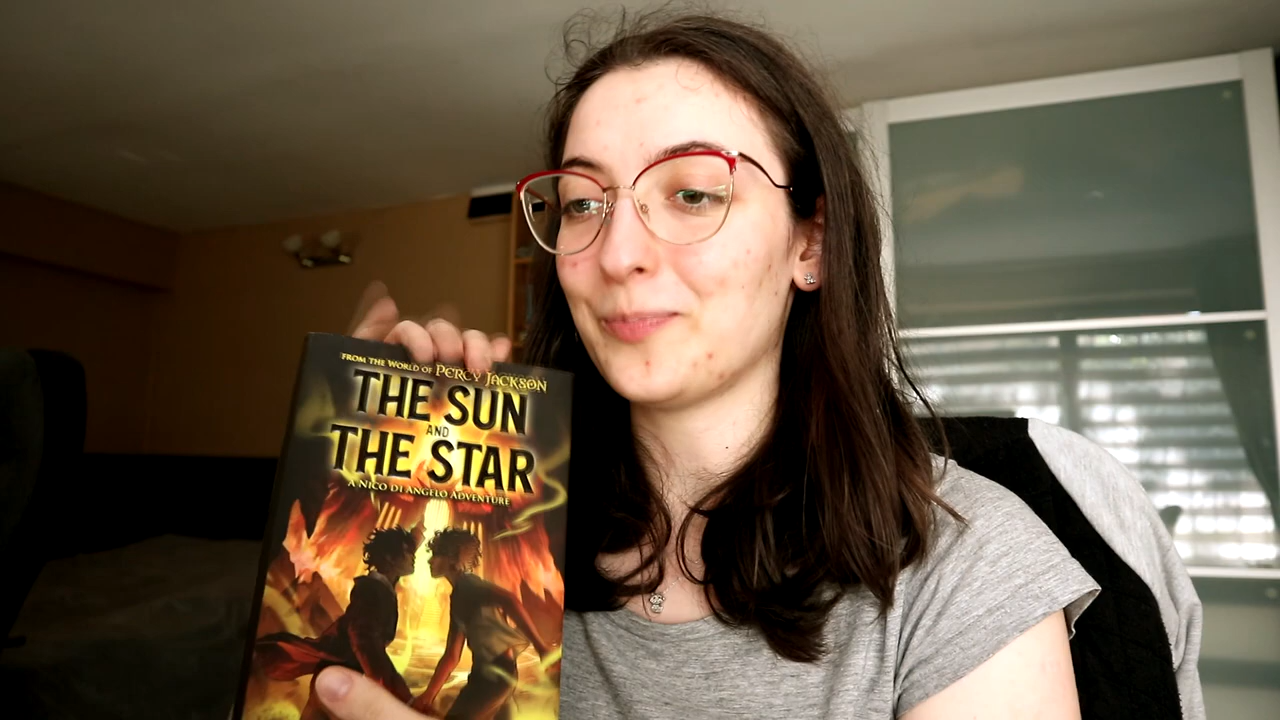 FROM THE WORLD OF PERCY JACKSON
THE SUN
AND
THE STAR
A NICO DI ANGELO ADVENTURE